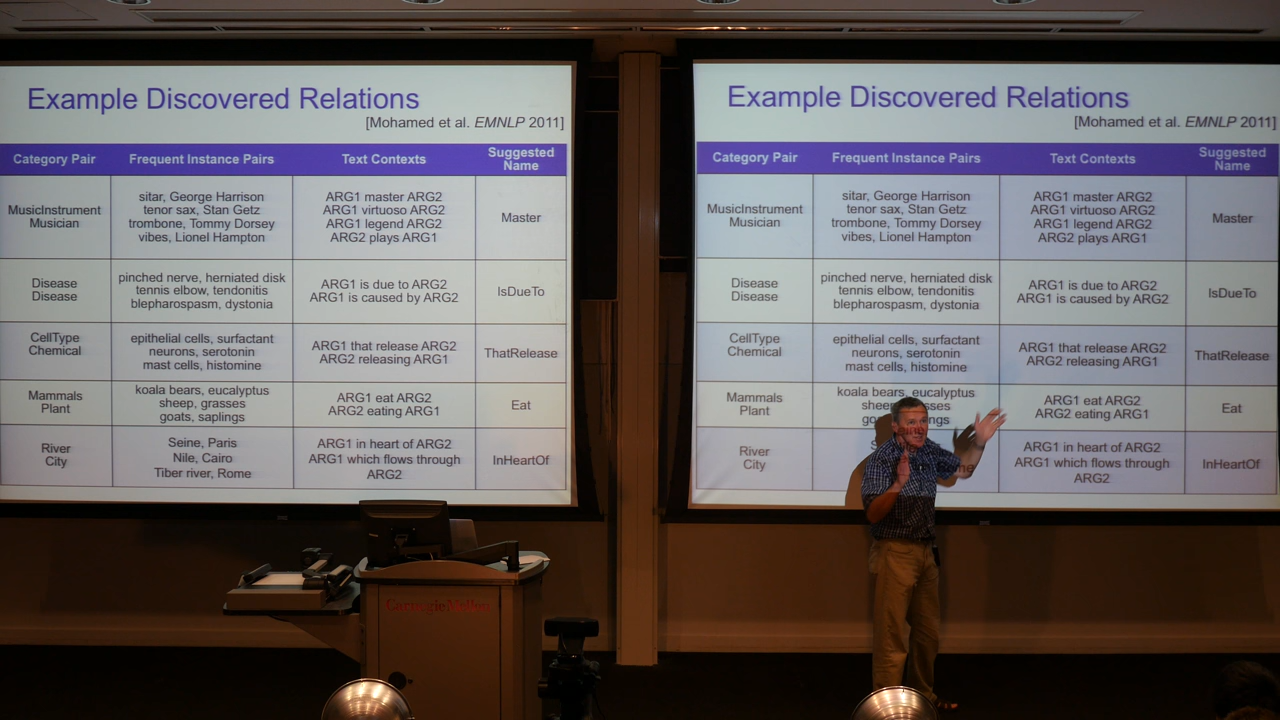 Example Discovered Relations
[Mohamed et al. EMNLP 2011]
Category Pair Frequent Instance Pairs Text Contexts Suggested Name
MusicInstrument
Musician
sitar, George Harrison
tenor sax, Stan Getz
trombone, Tommy Dorsey
vibes, Lionel Hampton
ARG1 master ARG2
ARG1 virtuoso ARG2
ARG1 legend ARG2
ARG2 plays ARG1
Master
Disease
Disease
pinched nerve, herniated disk
tennis elbow, tendonitis
blepharospasm, dystonia
ARG1 is due to ARG2
ARG1 is caused by ARG2
IsDueTo
CellType
Chemical
epithelial cells, surfactant
neurons, serotonin
mast cells, histomine
ARG1 that release ARG2
ARG2 releasing ARG1
ThatRelease
Mammals
Plant
koala bears, eucalyptus
sheep, grasses
goats, saplings
ARG1 eat ARG2
ARG2 eating ARG1
Eat
River
City
Seine, Paris
Nile, Cairo
Tiber river, Rome
ARG1 in heart of ARG2
ARG1 which flows through
ARG2
InHeartOf
Example Discovered Relations
[Mohamed et al. EMNLP 2011]
Category Pair Frequent Instance Pairs Text Contexts Suggested Name
MusicInstrument
Musician
sitar, George Harrison
tenor sax, Stan Getz
trombone, Tommy Dorsey
vibes, Lionel Hampton
ARG1 master ARG2
ARG1 virtuoso ARG2
ARG1 legend ARG2
ARG2 plays ARG1
Master
Disease
Disease
pinched nerve, herniated disk
tennis elbow, tendonitis
blepharospasm, dystonia
ARG1 is due to ARG2
ARG1 is caused by ARG2
IsDueTo
CellType
Chemical
epithelial cells, surfactant
neurons, serotonin
mast cells, histomine
ARG1 that release ARG2
ARG2 releasing ARG1
ThatRelease
Mammals
Plant
koala bears, eucalyptus
ARG1 eat ARG2
ARG2 eating ARG1
Eat
River
City
ARG1 in heart of ARG2
ARG1 which flows through
ARG2
InHeartOf
Carnegie Mellon